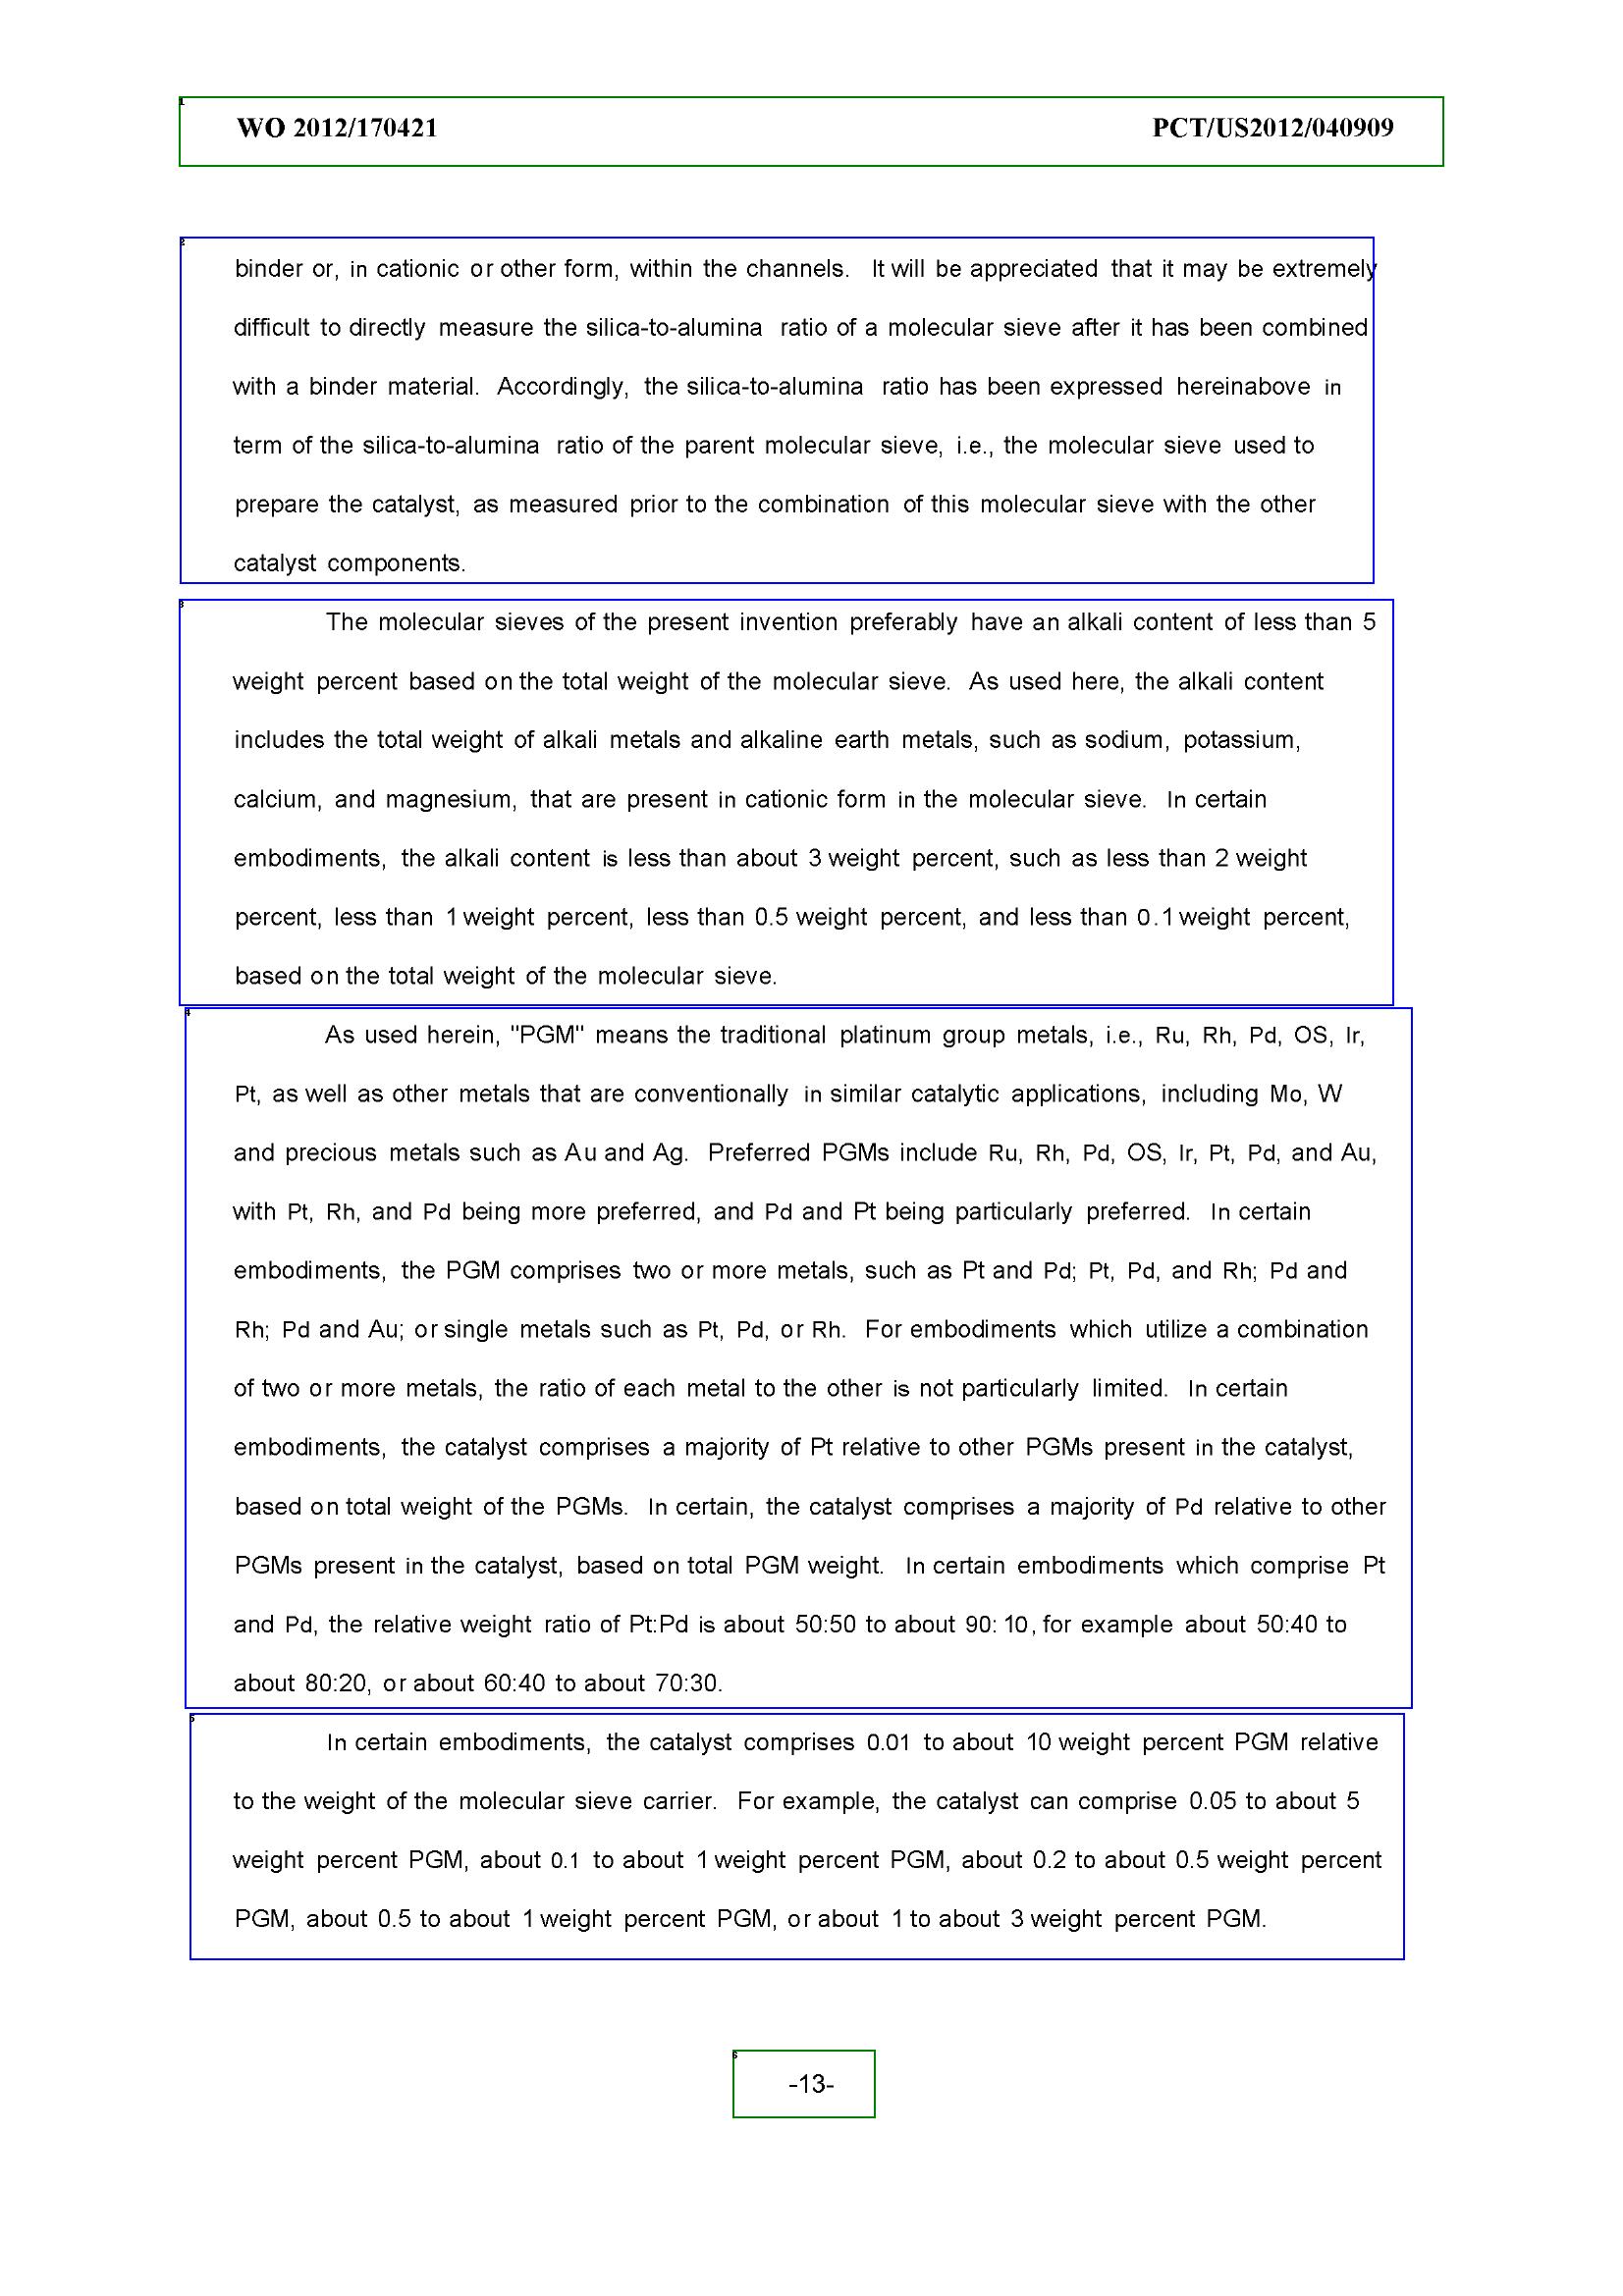 WO 2012/170421 PCT/US2012/040909
binder or, in cationic or other form, within the channels. It will be appreciated that it may be extremely
difficult to directly measure the silica-to-alumina ratio of a molecular sieve after it has been combined
with a binder material. Accordingly, the silica-to-alumina ratio has been expressed hereinabove in
term of the silica-to-alumina ratio of the parent molecular sieve, i.e., the molecular sieve used to
prepare the catalyst, as measured prior to the combination of this molecular sieve with the other
catalyst components.
The molecular sieves of the present invention preferably have an alkali content of less than 5
weight percent based on the total weight of the molecular sieve. As used here, the alkali content
includes the total weight of alkali metals and alkaline earth metals, such as sodium, potassium,
calcium, and magnesium, that are present in cationic form in the molecular sieve. In certain
embodiments, the alkali content is less than about 3 weight percent, such as less than 2 weight
percent, less than 1 weight percent, less than 0.5 weight percent, and less than 0.1 weight percent,
based on the total weight of the molecular sieve.
As used herein, "PGM" means the traditional platinum group metals, i.e., Ru, Rh, Pd, OS, Ir,
Pt, as well as other metals that are conventionally in similar catalytic applications, including Mo, W
and precious metals such as Au and Ag. Preferred PGMs include Ru, Rh, Pd, OS, Ir, Pt, Pd, and Au,
with Pt, Rh, and Pd being more preferred, and Pd and Pt being particularly preferred. In certain
embodiments, the PGM comprises two or more metals, such as Pt and Pd; Pt, Pd, and Rh; Pd and
Rh; Pd and Au; or single metals such as Pt, Pd, or Rh. For embodiments which utilize a combination
of two or more metals, the ratio of each metal to the other is not particularly limited. In certain
embodiments, the catalyst comprises a majority of Pt relative to other PGMs present in the catalyst,
based on total weight of the PGMs. In certain, the catalyst comprises a majority of Pd relative to other
PGMs present in the catalyst, based on total PGM weight. In certain embodiments which comprise Pt
and Pd, the relative weight ratio of Pt:Pd is about 50:50 to about 90:10, for example about 50:40 to
about 80:20, or about 60:40 to about 70:30.
In certain embodiments, the catalyst comprises 0.01 to about 10 weight percent PGM relative
to the weight of the molecular sieve carrier. For example, the catalyst can comprise 0.05 to about 5
weight percent PGM, about 0.1 to about 1 weight percent PGM, about 0.2 to about 0.5 weight percent
PGM, about 0.5 to about 1 weight percent PGM, or about 1 to about 3 weight percent PGM.
-13-